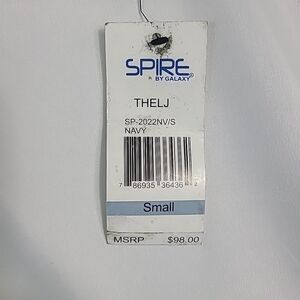 SPIRE
BY GALAXY®
THELJ
SP-2022NV/S
NAVY
7 86935 36436 2
Small
MSRP $98.00